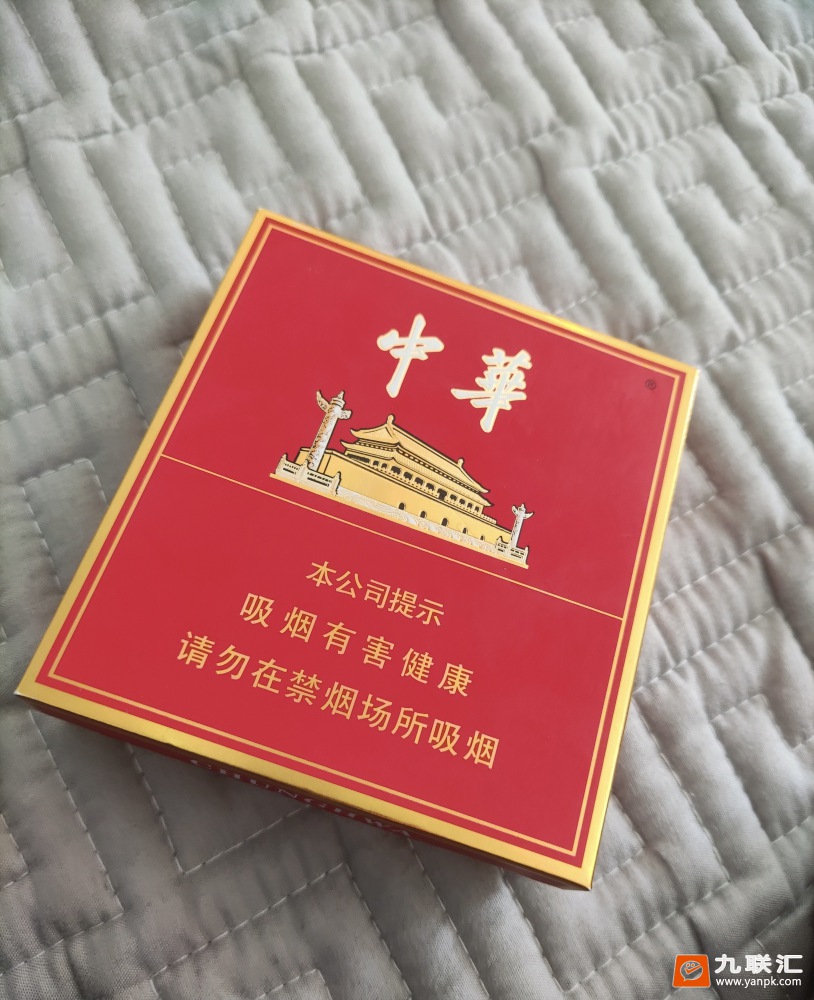 中華
®
本公司提示
吸烟有害健康
请勿在禁烟场所吸烟
CHUNGHWA
九联汇
www.yanpk.com